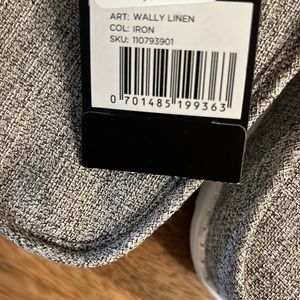 ART: WALLY LINEN
COL: IRON
SKU: 110793901
0 701485 199363